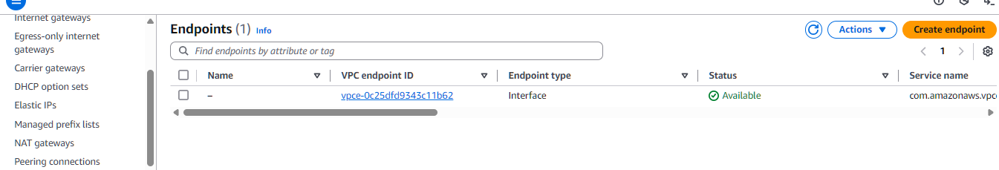 Internet gateways
Egress-only internet
gateways
Carrier gateways
DHCP option sets
Elastic IPs
Managed prefix lists
NAT gateways
Peering connections
Endpoints (1) Info
Actions
Create endpoint
Find endpoints by attribute or tag
1
Name VPC endpoint ID Endpoint type Status Service name
– vpce-0c25dfd9343c11b62 Interface Available com.amazonaws.vpc